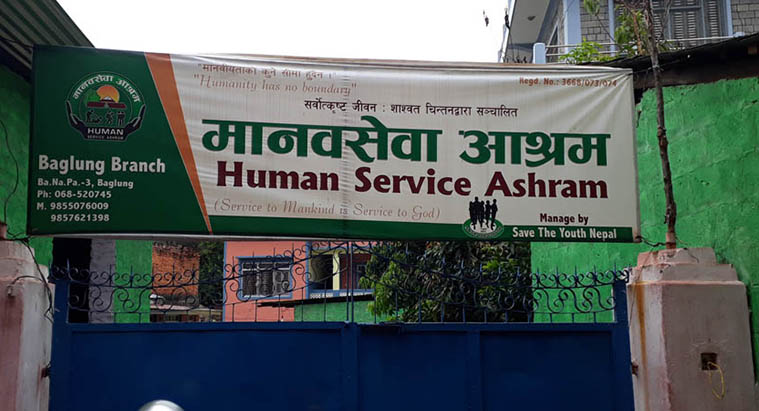 "मानवीयताको कुनै सीमा हुँदैन ।"
"Humanity has no boundary"
Regd. No.: 3668/073/074
सर्वोत्कृष्ट जीवन : शाश्वत चिन्तनद्वारा सञ्चालित
मानवसेवा आश्रम
Human Service Ashram
(Service to Mankind is Service to God)
मानवसेवा आश्रम
HUMAN
SERVICE ASHRAM
Baglung Branch
Ba.Na.Pa.-3, Baglung
Ph: 068-520745
M. 9855076009
9857621398
Manage by
Save The Youth Nepal